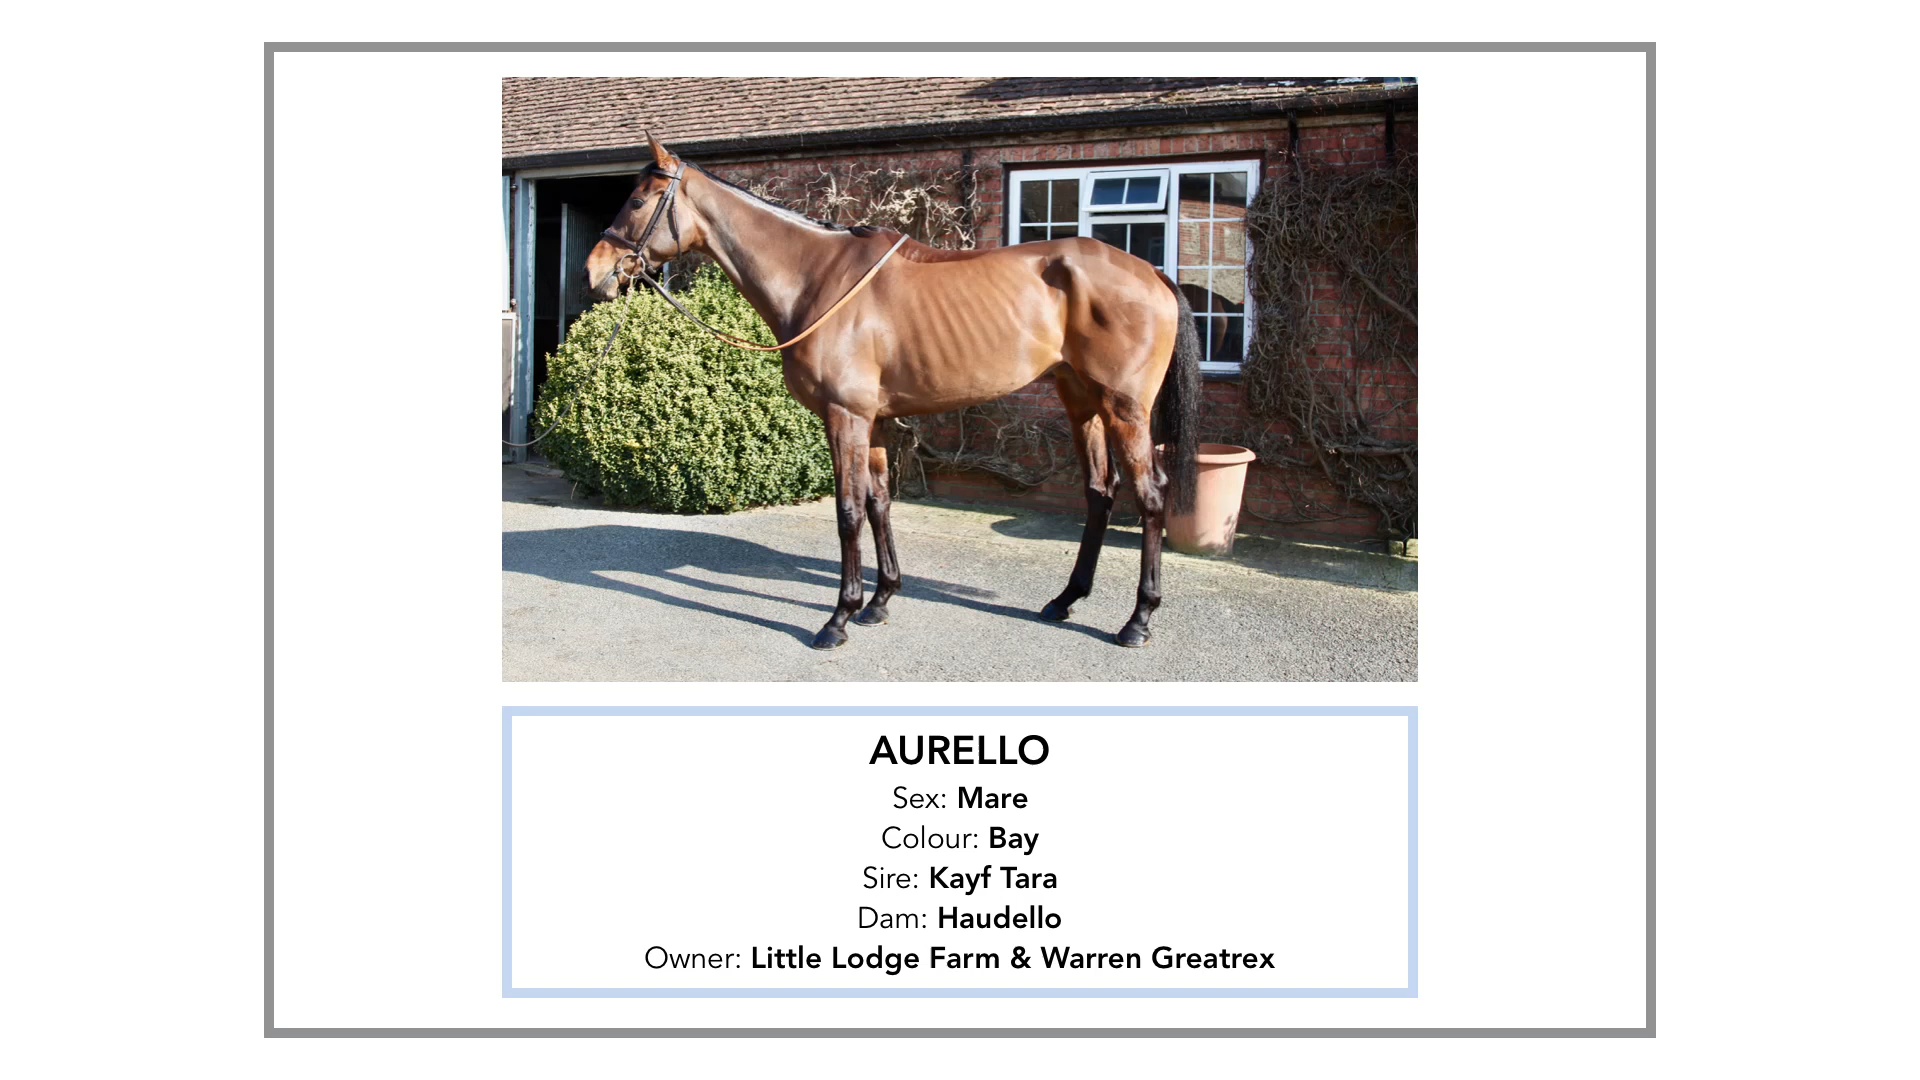 AURELLO
Sex: Mare
Colour: Bay
Sire: Kayf Tara
Dam: Haudello
Owner: Little Lodge Farm & Warren Greatrex